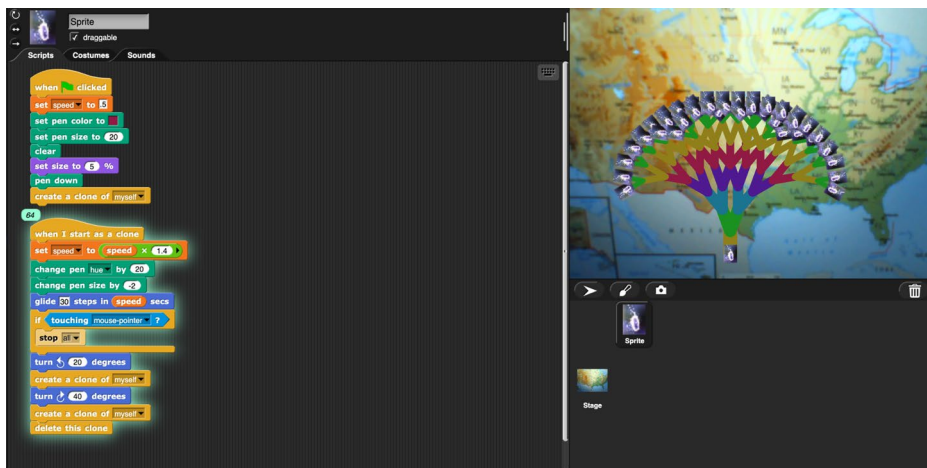 Sprite
draggable
Scripts Costumes Sounds
when clicked
set speed to .5
set pen color to
set pen size to 20
clear
set size to 5 %
pen down
create a clone of myself
64
when I start as a clone
set speed to speed × 1.4
change pen hue by 20
change pen size by -2
glide 30 steps in speed secs
if touching mouse-pointer ?
stop all
turn 20 degrees
create a clone of myself
turn 40 degrees
create a clone of myself
delete this clone
MN
WI
SD
IA
Sprite
Stage